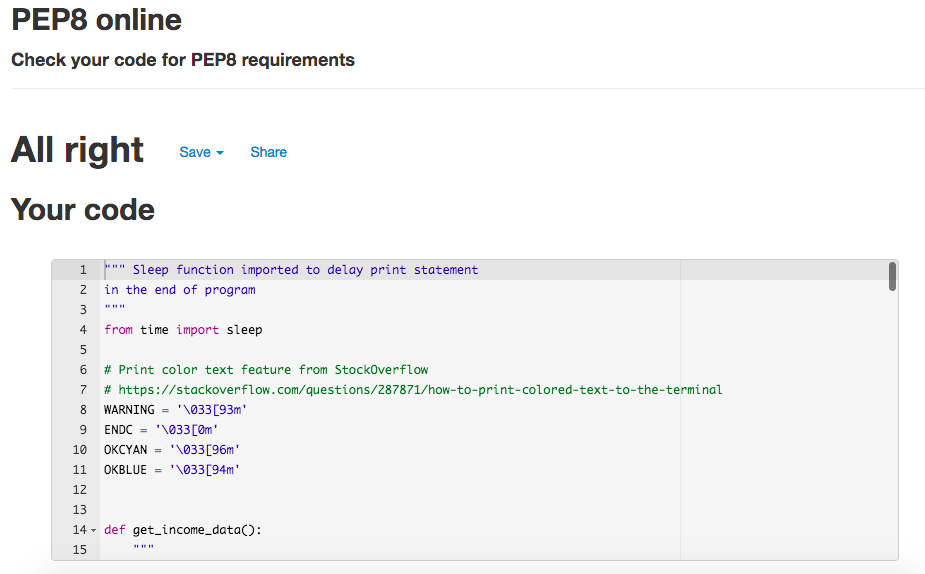 PEP8 online
Check your code for PEP8 requirements
All right Save Share
Your code
1 """ Sleep function imported to delay print statement
2 in the end of program
3 """
4 from time import sleep
5
6 # Print color text feature from StockOverflow
7 # https://stackoverflow.com/questions/287871/how-to-print-colored-text-to-the-terminal
8 WARNING = '\033[93m'
9 ENDC = '\033[0m'
10 OKCYAN = '\033[96m'
11 OKBLUE = '\033[94m'
12
13
14 def get_income_data():
15 """